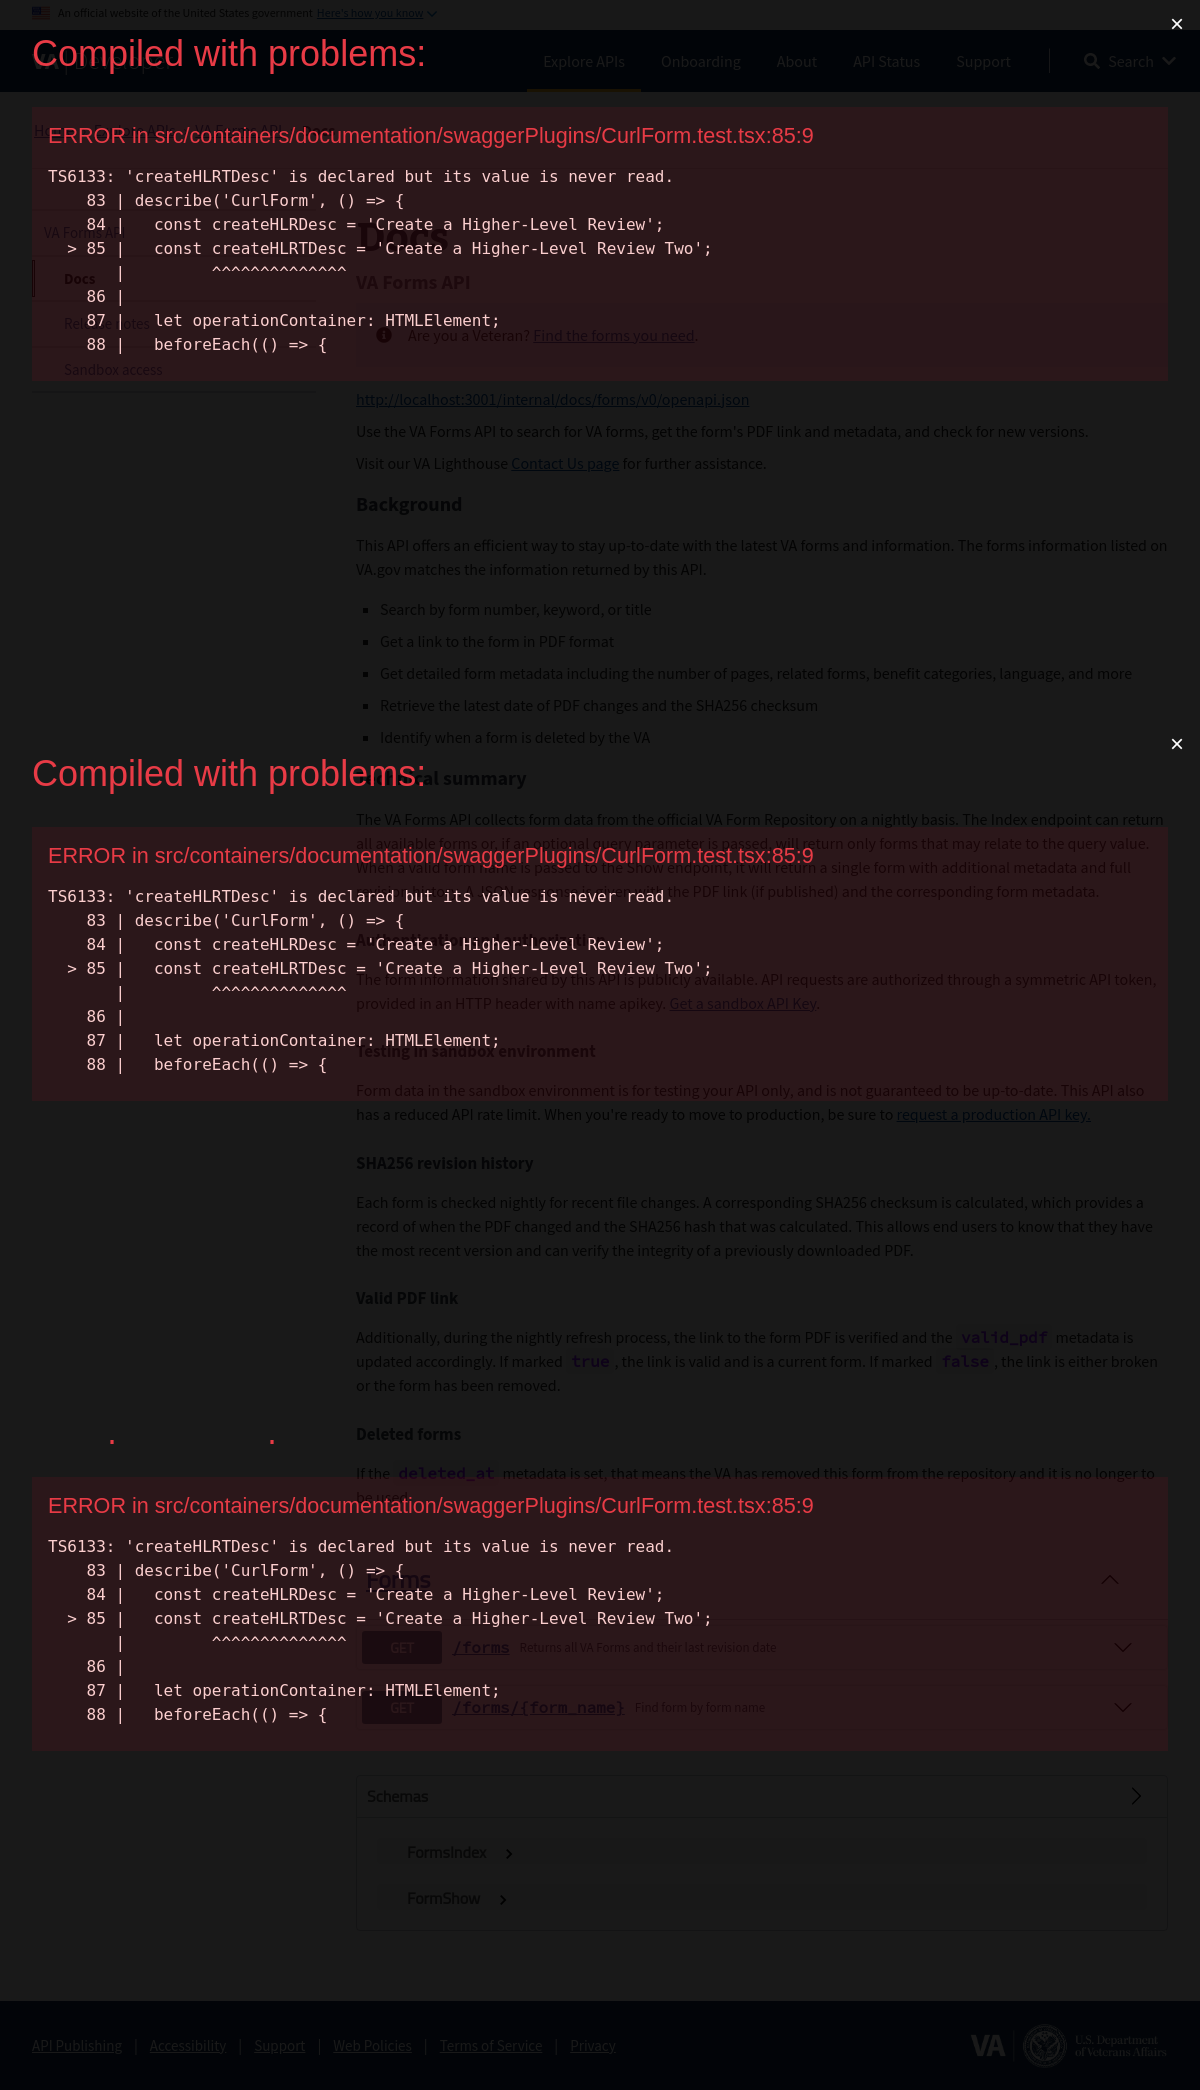 An official website of the United States government Here's how you know
Compiled with problems:
×
Explore APIs Onboarding About API Status Support Search
ERROR in src/containers/documentation/swaggerPlugins/CurlForm.test.tsx:85:9
TS6133: 'createHLRTDesc' is declared but its value is never read.
83 | describe('CurlForm', () => {
84 |   const createHLRDesc = 'Create a Higher-Level Review';
VA Forms API
Docs
> 85 |   const createHLRTDesc = 'Create a Higher-Level Review Two';
|         ^^^^^^^^^^^^^^
Docs
VA Forms API
86 |
87 |   let operationContainer: HTMLElement;
Release notes
Are you a Veteran? Find the forms you need.
88 |   beforeEach(() => {
Sandbox access
http://localhost:3001/internal/docs/forms/v0/openapi.json
Use the VA Forms API to search for VA forms, get the form's PDF link and metadata, and check for new versions.
Visit our VA Lighthouse Contact Us page for further assistance.
Background
This API offers an efficient way to stay up-to-date with the latest VA forms and information. The forms information listed on
VA.gov matches the information returned by this API.
Search by form number, keyword, or title
Get a link to the form in PDF format
Get detailed form metadata including the number of pages, related forms, benefit categories, language, and more
Retrieve the latest date of PDF changes and the SHA256 checksum
Identify when a form is deleted by the VA
×
Compiled with problems:
summary
The VA Forms API collects form data from the official VA Form Repository on a nightly basis. The Index endpoint can return
all available forms or, if an optional query parameter is passed, will return only forms that may relate to the query value.
ERROR in src/containers/documentation/swaggerPlugins/CurlForm.test.tsx:85:9
When a valid form name is passed to the Show endpoint, it will return a single form with additional metadata and full
TS6133: 'createHLRTDesc' is declared but its value is never read.
the PDF link (if published) and the corresponding form metadata.
83 | describe('CurlForm', () => {
84 |   const createHLRDesc = 'Create a Higher-Level Review';
> 85 |   const createHLRTDesc = 'Create a Higher-Level Review Two';
The form information shared by this API is publicly available. API requests are authorized through a symmetric API token,
|         ^^^^^^^^^^^^^^
provided in an HTTP header with name apikey. Get a sandbox API Key.
86 |
87 |   let operationContainer: HTMLElement;
Testing in sandbox environment
88 |   beforeEach(() => {
Form data in the sandbox environment is for testing your API only, and is not guaranteed to be up-to-date. This API also
has a reduced API rate limit. When you're ready to move to production, be sure to request a production API key.
SHA256 revision history
Each form is checked nightly for recent file changes. A corresponding SHA256 checksum is calculated, which provides a
record of when the PDF changed and the SHA256 hash that was calculated. This allows end users to know that they have
the most recent version and can verify the integrity of a previously downloaded PDF.
Valid PDF link
Additionally, during the nightly refresh process, the link to the form PDF is verified and the valid_pdf metadata is
updated accordingly. If marked true, the link is valid and is a current form. If marked false, the link is either broken
or the form has been removed.
Deleted forms
If the deleted_at metadata is set, that means the VA has removed this form from the repository and it is no longer to
be used.
ERROR in src/containers/documentation/swaggerPlugins/CurlForm.test.tsx:85:9
TS6133: 'createHLRTDesc' is declared but its value is never read.
83 | describe('CurlForm', () => {
Forms
84 |   const createHLRDesc = 'Create a Higher-Level Review';
> 85 |   const createHLRTDesc = 'Create a Higher-Level Review Two';
|         ^^^^^^^^^^^^^^
GET /forms Returns all VA Forms and their last revision date
86 |
87 |   let operationContainer: HTMLElement;
GET /forms/{form_name} Find form by form name
88 |   beforeEach(() => {
Schemas
FormsIndex
FormShow
API Publishing | Accessibility | Support | Web Policies | Terms of Service | Privacy
VA | U.S. Department
of Veterans Affairs